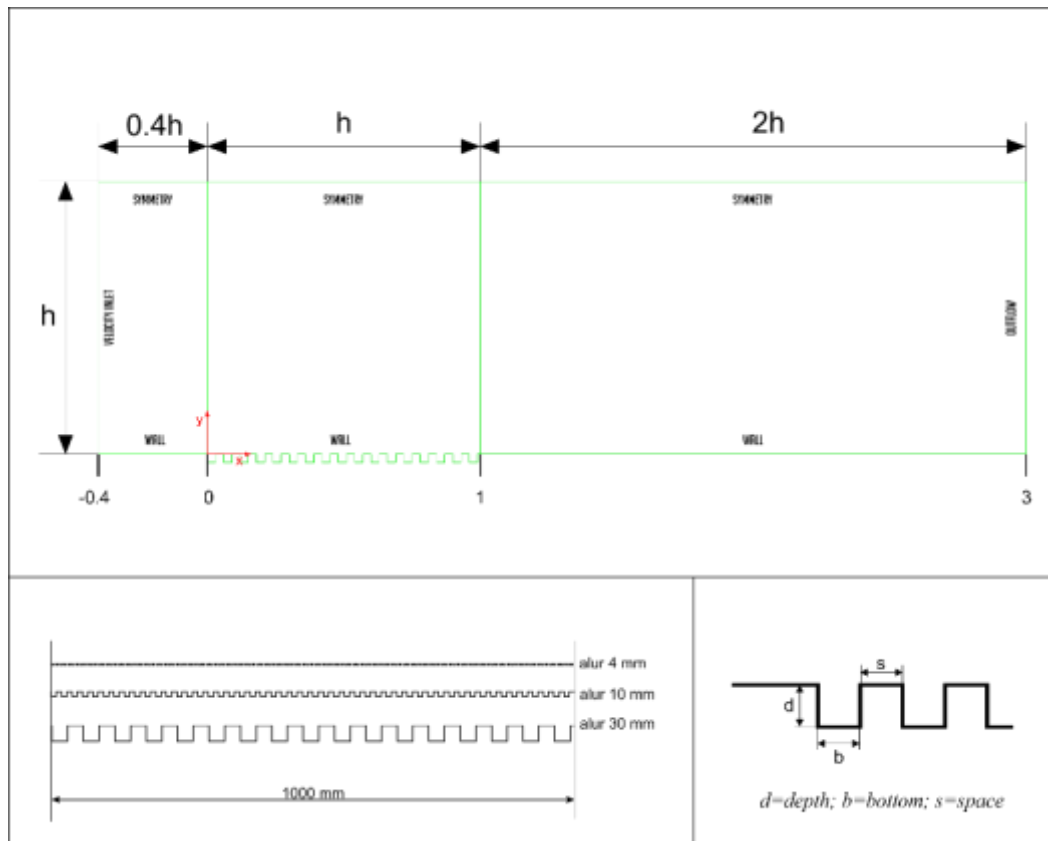 0.4h h 2h
SYMMETRY SYMMETRY SYMMETRY
h
VELOCITY INLET
OUTFLOW
y
WALL WALL WALL
x
-0.4 0 1 3
alur 4 mm
alur 10 mm
alur 30 mm
1000 mm
s
d
b
d=depth; b=bottom; s=space